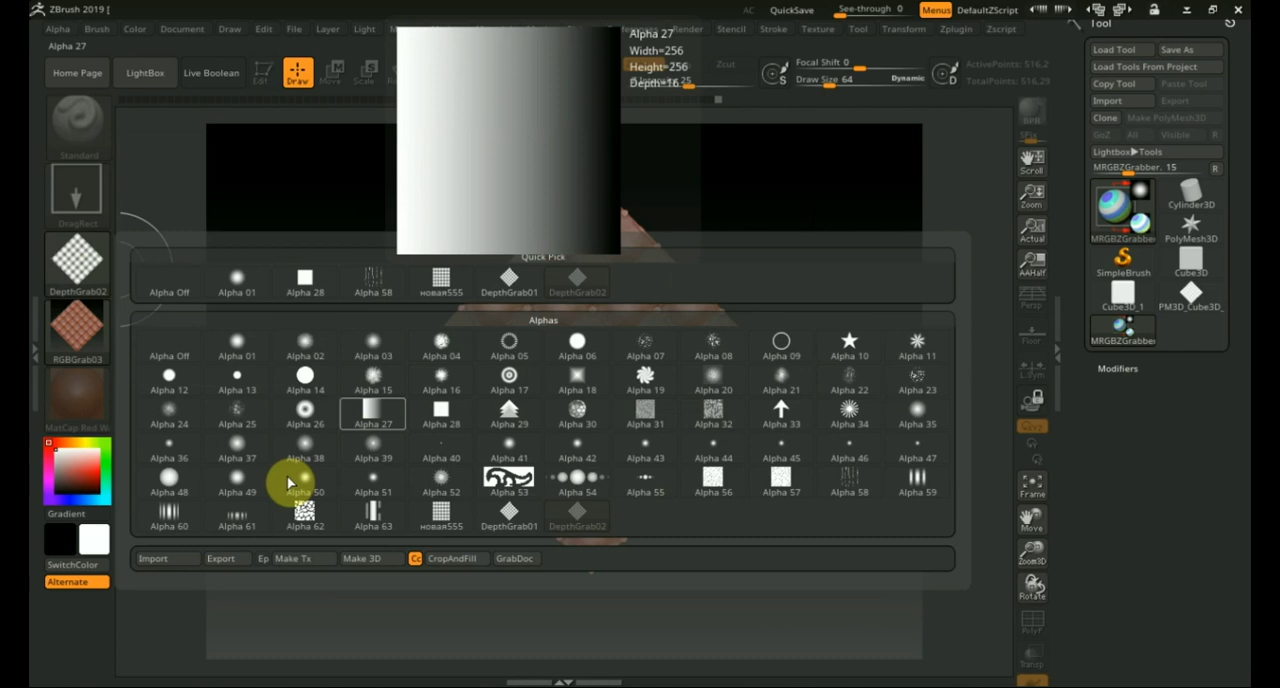 ZBrush 2019 [
AC QuickSave See-through 0 Menus DefaultZScript
Alpha Brush Color Document Draw Edit File Layer Light Render Stencil Stroke Texture Tool Transform Zplugin Zscript
Alpha 27
Home Page LightBox Live Boolean Edit Draw Move
Alpha 27
Width=256
Height=256
Depth=16
Zcut
Focal Shift 0
Draw Size 64 Dynamic
ActivePoints: 516,2
TotalPoints: 516,29
Tool
Load Tool Save As
Load Tools From Project
Copy Tool Paste Tool
Import Export
Clone Make PolyMesh3D
GoZ All Visible R
Lightbox▶Tools
MRGBZGrabber. 15 R
MRGBZGrabber Cylinder3D
PolyMesh3D
SimpleBrush Cube3D
Cube3D_1 PM3D_Cube3D_
MRGBZGrabber
Modifiers
Standard
DragRect
DepthGrab02
RGBGrab03
MatCap Red W
Gradient
SwitchColor
Alternate
Quick Pick
Alpha Off Alpha 01 Alpha 28 Alpha 58 новая555 DepthGrab01 DepthGrab02
Alphas
Alpha Off Alpha 01 Alpha 02 Alpha 03 Alpha 04 Alpha 05 Alpha 06 Alpha 07 Alpha 08 Alpha 09 Alpha 10 Alpha 11
Alpha 12 Alpha 13 Alpha 14 Alpha 15 Alpha 16 Alpha 17 Alpha 18 Alpha 19 Alpha 20 Alpha 21 Alpha 22 Alpha 23
Alpha 24 Alpha 25 Alpha 26 Alpha 27 Alpha 28 Alpha 29 Alpha 30 Alpha 31 Alpha 32 Alpha 33 Alpha 34 Alpha 35
Alpha 36 Alpha 37 Alpha 38 Alpha 39 Alpha 40 Alpha 41 Alpha 42 Alpha 43 Alpha 44 Alpha 45 Alpha 46 Alpha 47
Alpha 48 Alpha 49 Alpha 50 Alpha 51 Alpha 52 Alpha 53 Alpha 54 Alpha 55 Alpha 56 Alpha 57 Alpha 58 Alpha 59
Alpha 60 Alpha 61 Alpha 62 Alpha 63 новая555 DepthGrab01 DepthGrab02
Import Export Ep Make Tx Make 3D Cc CropAndFill GrabDoc
BPR
SPix
Scroll
Zoom
Actual
AAHalf
Persp
Floor
L.Sym
Frame
Move
Zoom3D
Rotate
PolyF
Transp